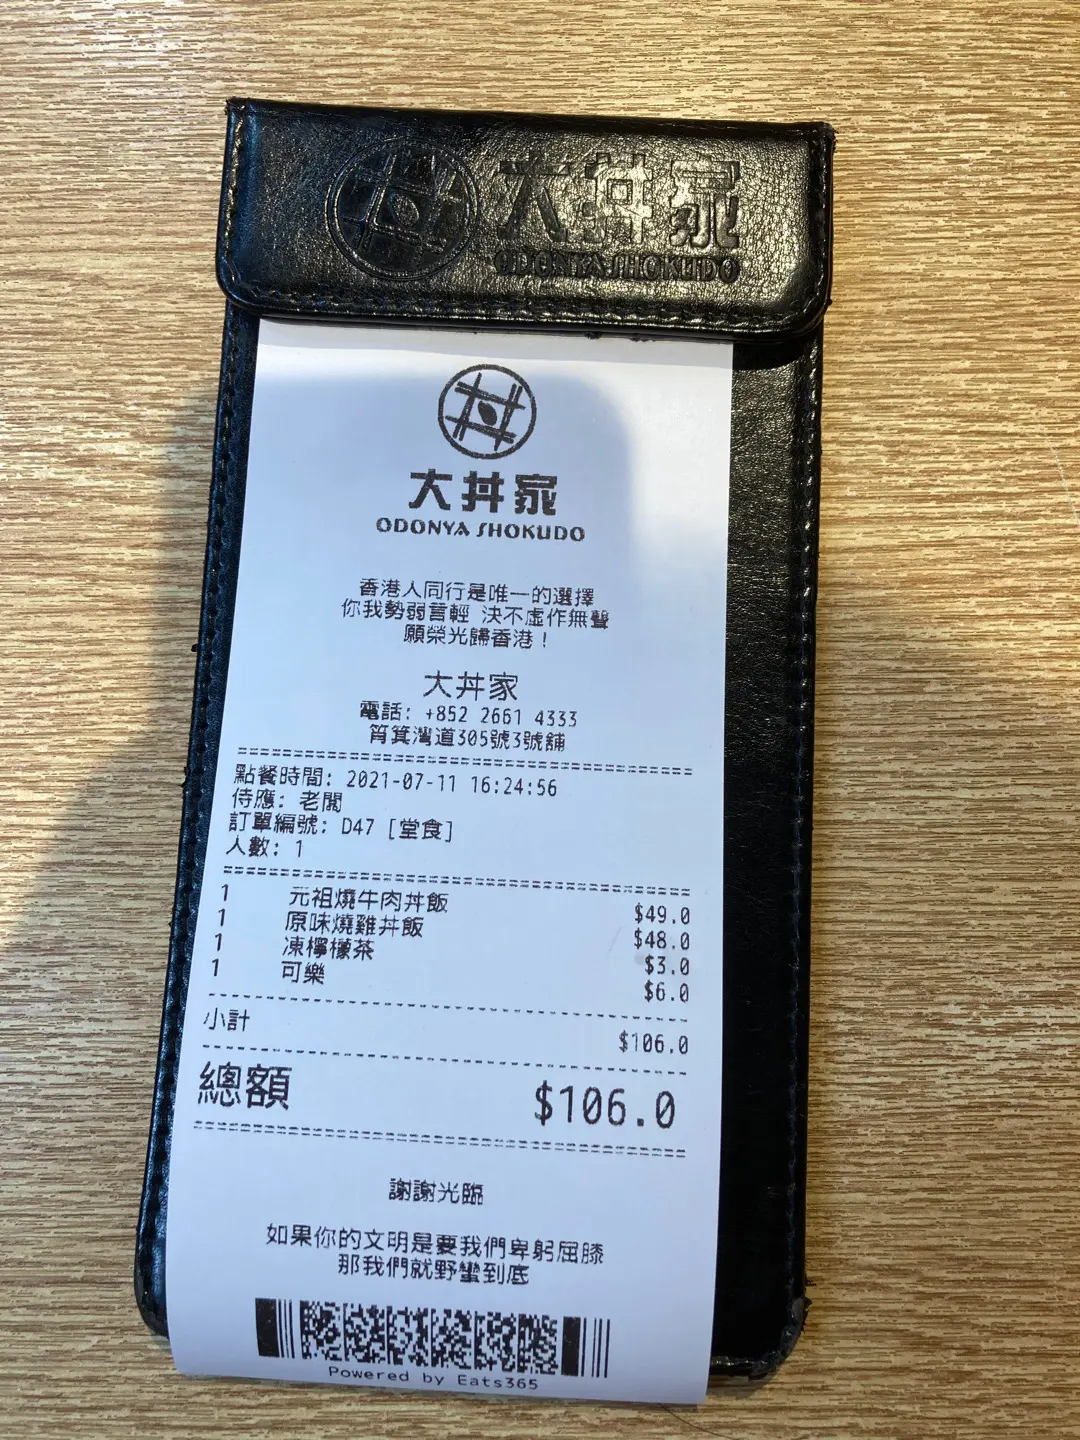 大丼家
ODONYA SHOKUDO
大丼家
ODONYA SHOKUDO
香港人同行是唯一的選擇
你我勢弱言輕 決不虛作無聲
願榮光歸香港！
大丼家
電話: +852 2661 4333
筲箕灣道305號3號舖
點餐時間: 2021-07-11 16:24:56
侍應: 老闆
訂單編號: D47 [堂食]
人數: 1
1 元祖燒牛肉丼飯 $49.0
1 原味燒雞丼飯 $48.0
1 凍檸檬茶 $3.0
1 可樂 $6.0
小計 $106.0
總額 $106.0
謝謝光臨
如果你的文明是要我們卑躬屈膝
那我們就野蠻到底
Powered by Eats365